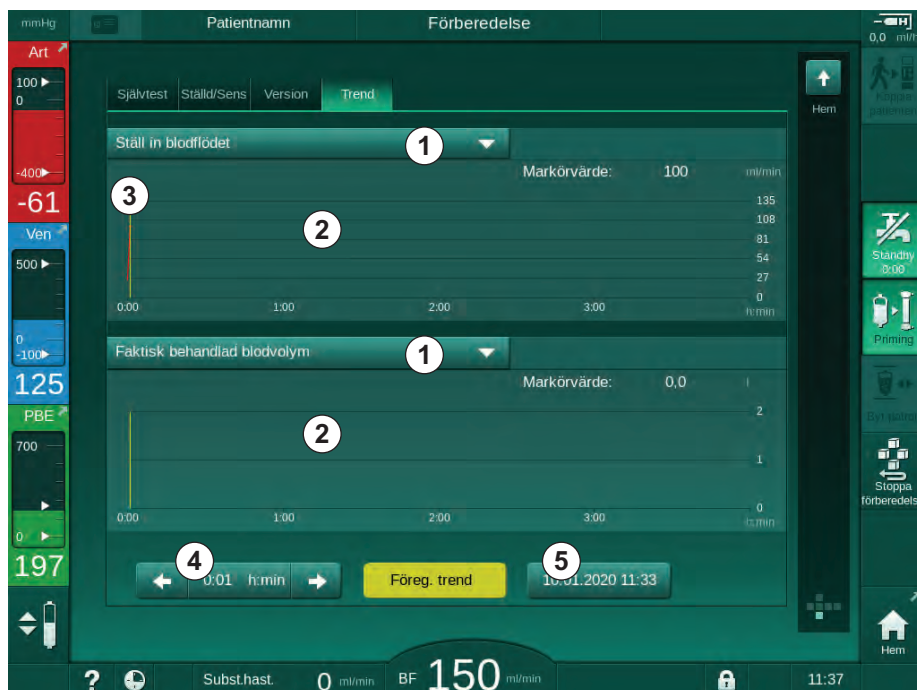 mmHg Patientnamn Förberedelse
0,0 ml/h
Art
100
0
-400
-61
Ven
500
0
-100
125
PBE
700
0
197
Självtest Ställd/Sens Version Trend
Hem
Ställ in blodflödet 1
Markörvärde: 100 ml/min
3
2
135
108
81
54
27
0
0:00 1:00 2:00 3:00 h:min
Faktisk behandlad blodvolym 1
Markörvärde: 0,0 l
2
2
1
0
0:00 1:00 2:00 3:00 h:min
4
5
0:01 h:min Föreg. trend 10.01.2020 11:33
Koppla
Standby
0:00
Priming
Stoppa
förberedels
Hem
? Subst.hast. 0 ml/min BF 150 ml/min 11:37